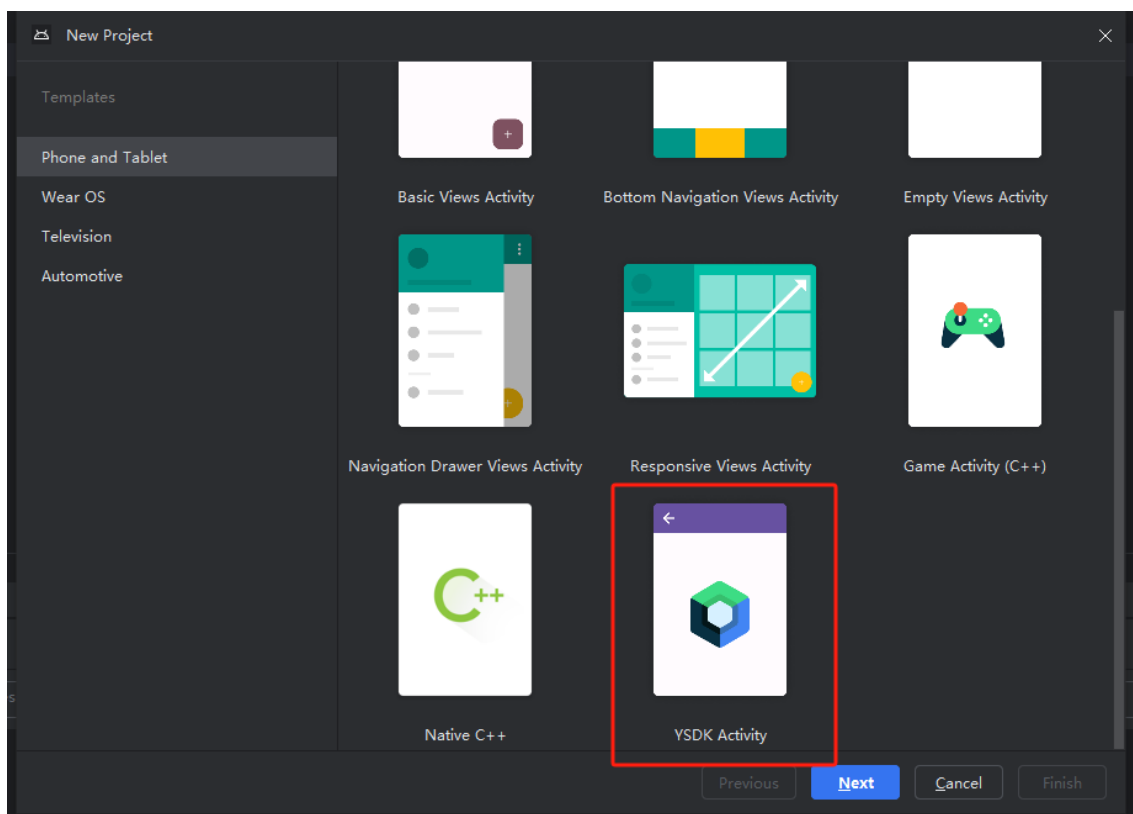 New Project
Templates
Phone and Tablet
Wear OS
Television
Automotive
Basic Views Activity
Bottom Navigation Views Activity
Empty Views Activity
Navigation Drawer Views Activity
Responsive Views Activity
Game Activity (C++)
C++
Native C++
YSDK Activity
Previous
Next
Cancel
Finish